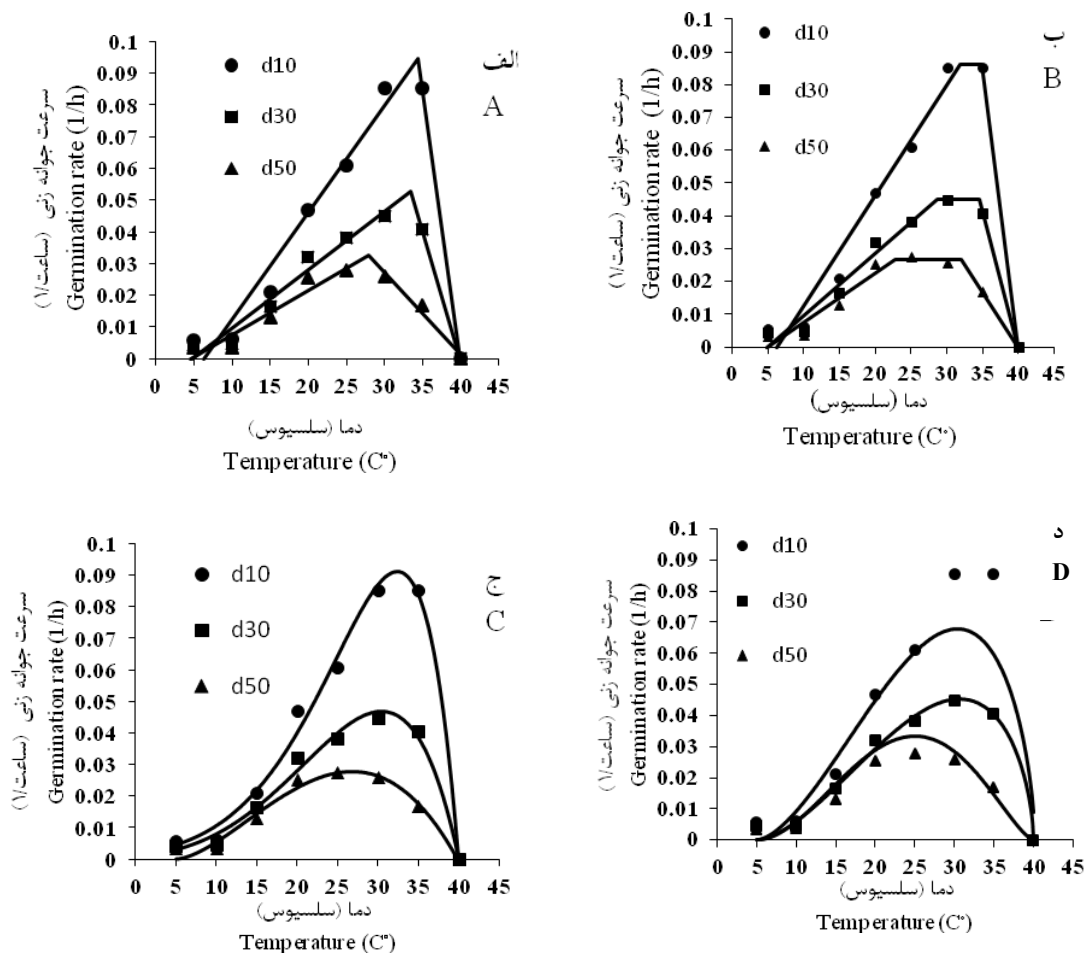 الف
A
d10
d30
d50
0.1
0.09
0.08
0.07
0.06
0.05
0.04
0.03
0.02
0.01
0
سرعت جوانه زنی (ساعت/۱)
Germination rate (1/h)
0 5 10 15 20 25 30 35 40 45
دما (سلسیوس)
Temperature (C°)
ب
B
d10
d30
d50
0.1
0.09
0.08
0.07
0.06
0.05
0.04
0.03
0.02
0.01
0
سرعت جوانه زنی (ساعت/۱)
Germination rate (1/h)
0 5 10 15 20 25 30 35 40 45
دما (سلسیوس)
Temperature (C°)
ج
C
d10
d30
d50
0.1
0.09
0.08
0.07
0.06
0.05
0.04
0.03
0.02
0.01
0
سرعت جوانه زنی (ساعت/۱)
Germination rate (1/h)
0 5 10 15 20 25 30 35 40 45
دما (سلسیوس)
Temperature (C°)
د
D
d10
d30
d50
0.1
0.09
0.08
0.07
0.06
0.05
0.04
0.03
0.02
0.01
0
سرعت جوانه زنی (ساعت/۱)
Germination rate (1/h)
0 5 10 15 20 25 30 35 40 45
دما (سلسیوس)
Temperature (C°)